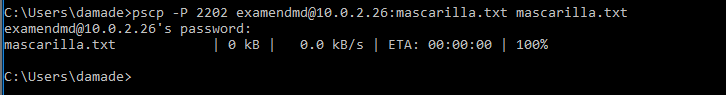 C:\Users\damade>pscp -P 2202 examendmd@10.0.2.26:mascarilla.txt mascarilla.txt
examendmd@10.0.2.26's password:
mascarilla.txt            | 0 kB |   0.0 kB/s | ETA: 00:00:00 | 100%
C:\Users\damade>